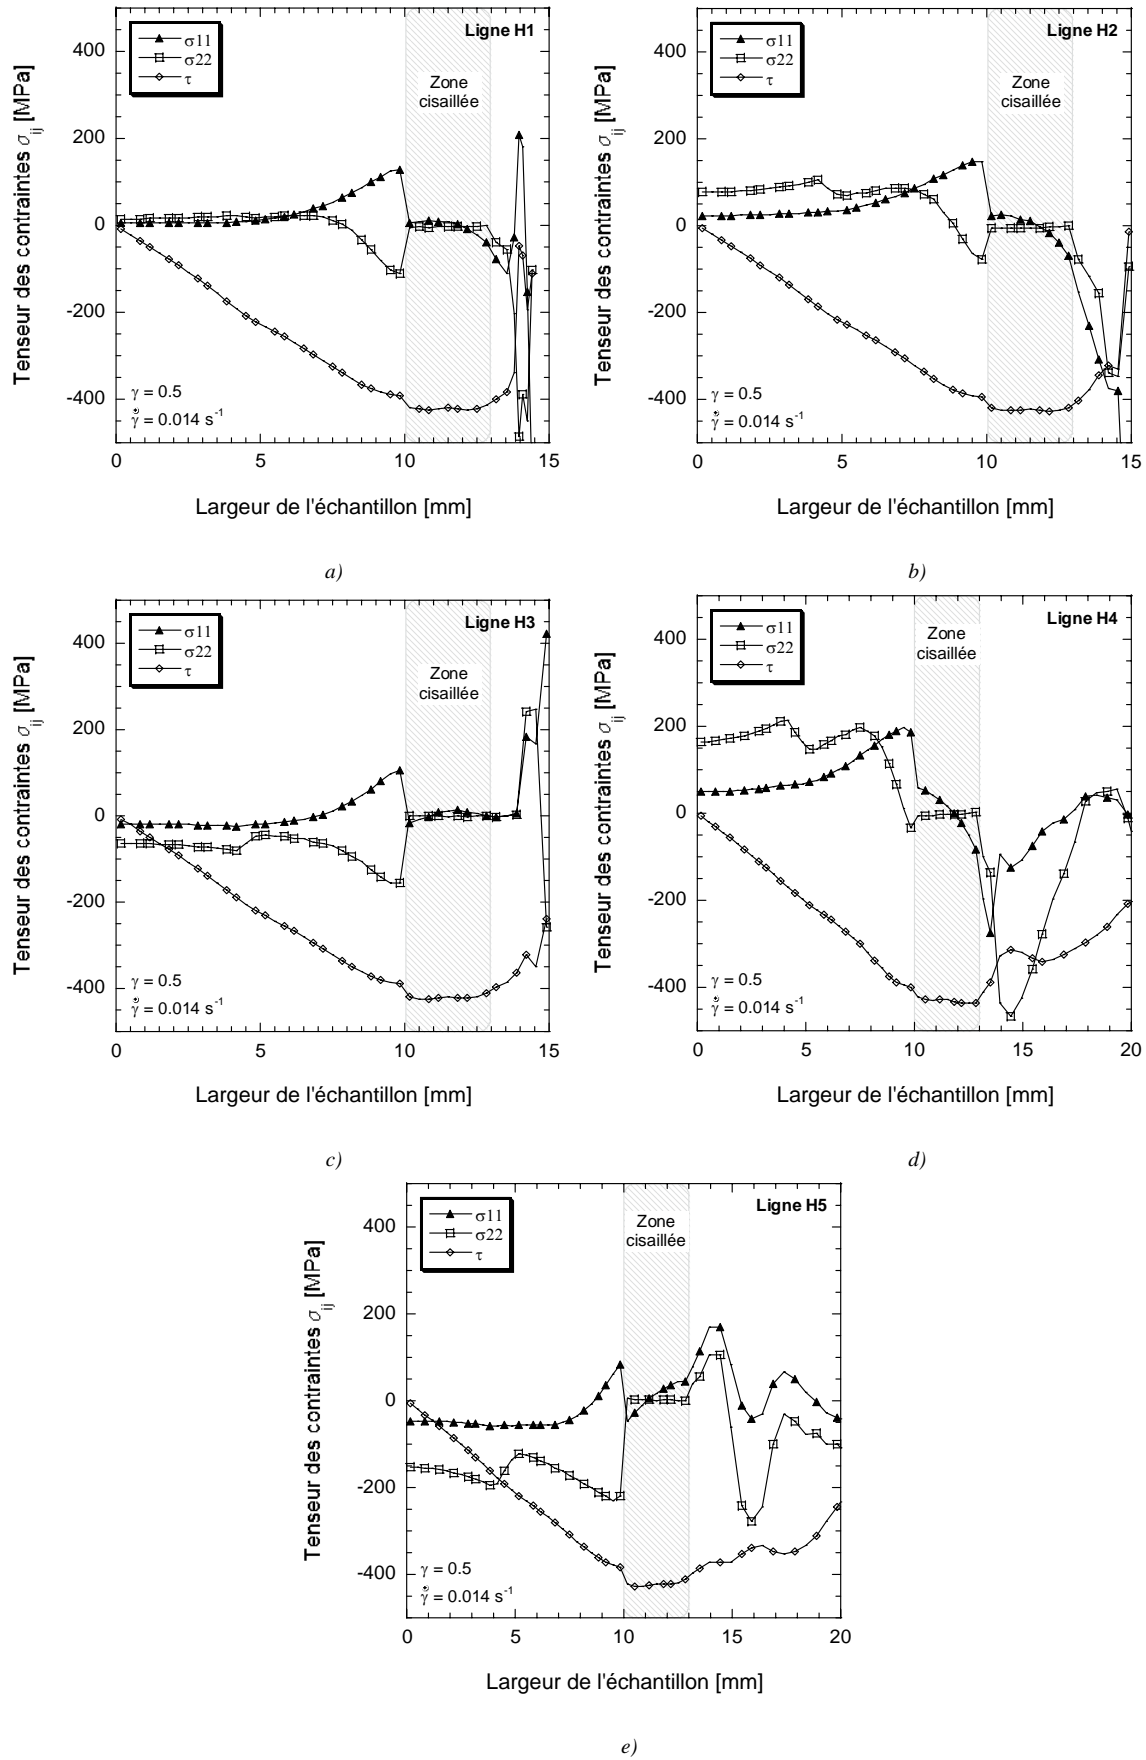 Ligne H1
σ11
σ22
τ
Zone
cisaillée
Tenseur des contraintes σij [MPa]
400
200
0
-200
-400
γ = 0.5
γ̇ = 0.014 s-1
0 5 10 15
Largeur de l'échantillon [mm]
a)
Ligne H2
σ11
σ22
τ
Zone
cisaillée
Tenseur des contraintes σij [MPa]
400
200
0
-200
-400
γ = 0.5
γ̇ = 0.014 s-1
0 5 10 15
Largeur de l'échantillon [mm]
b)
Ligne H3
σ11
σ22
τ
Zone
cisaillée
Tenseur des contraintes σij [MPa]
400
200
0
-200
-400
γ = 0.5
γ̇ = 0.014 s-1
0 5 10 15
Largeur de l'échantillon [mm]
c)
Ligne H4
σ11
σ22
τ
Zone
cisaillée
Tenseur des contraintes σij [MPa]
400
200
0
-200
-400
γ = 0.5
γ̇ = 0.014 s-1
0 5 10 15 20
Largeur de l'échantillon [mm]
d)
Ligne H5
σ11
σ22
τ
Zone
cisaillée
Tenseur des contraintes σij [MPa]
400
200
0
-200
-400
γ = 0.5
γ̇ = 0.014 s-1
0 5 10 15 20
Largeur de l'échantillon [mm]
e)